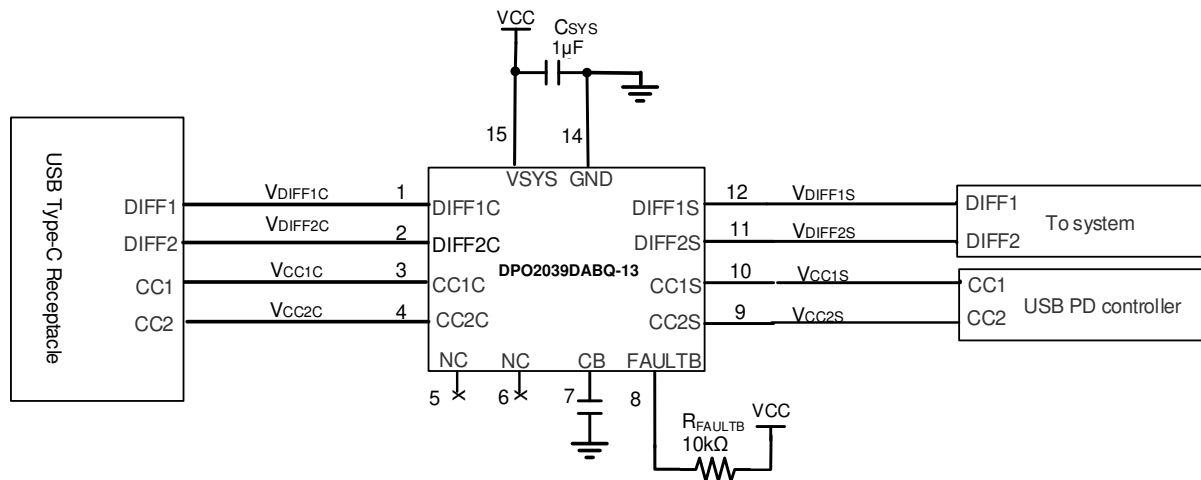 VCC
CSYS
1µF
15
14
USB Type-C Receptacle
VSYS GND
DIFF1 VDIFF1C 1 DIFF1C DIFF1S 12 VDIFF1S DIFF1
To system
DIFF2 VDIFF2C 2 DIFF2C DIFF2S 11 VDIFF2S DIFF2
DPO2039DABQ-13
CC1 VCC1C 3 CC1C CC1S 10 VCC1S CC1
USB PD controller
CC2 VCC2C 4 CC2C CC2S 9 VCC2S CC2
NC NC CB FAULTB
5 6 7 8
RFAULTB
10kΩ
VCC